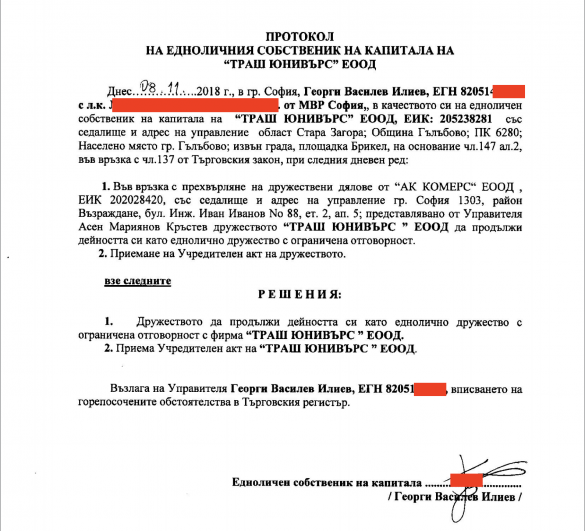 ПРОТОКОЛ
НА ЕДНОЛИЧНИЯ СОБСТВЕНИК НА КАПИТАЛА НА
“ТРАШ ЮНИВЪРС” ЕООД
Днес 08.11.2018 г., в гр. София, Георги Василев Илиев, ЕГН 82051
с л.к. от МВР София,, в качеството си на едноличен
собственик на капитала на “ТРАШ ЮНИВЪРС” ЕООД, ЕИК: 205238281 със
седалище и адрес на управление област Стара Загора; Община Гълъбово; ПК 6280;
Населено място гр. Гълъбово; извън града, площадка Брикел, на основание чл.147 ал.2,
във връзка с чл.137 от Търговския закон, при следния дневен ред:
1. Във връзка с прехвърляне на дружествени дялове от “АК КОМЕРС“ ЕООД ,
ЕИК 202028420, със седалище и адрес на управление гр. София 1303, район
Възраждане, бул. Инж. Иван Иванов No 88, ет. 2, ап. 5; представлявано от Управителя
Асен Мариянов Кръстев дружеството “ТРАШ ЮНИВЪРС ” ЕООД да продължи
дейността си като еднолично дружество с ограничена отговорност.
2. Приемане на Учредителен акт на дружеството.
взе следните
Р Е Ш Е Н И Я:
1. Дружеството да продължи дейността си като еднолично дружество с
ограничена отговорност с фирма “ТРАШ ЮНИВЪРС ” ЕООД.
2. Приема Учредителен акт на “ТРАШ ЮНИВЪРС ” ЕООД.
Възлага на Управителя Георги Василев Илиев, ЕГН 82051 , вписването на
горепосочените обстоятелства в Търговския регистър.
Едноличен собственик на капитала
/ Георги Василев Илиев /